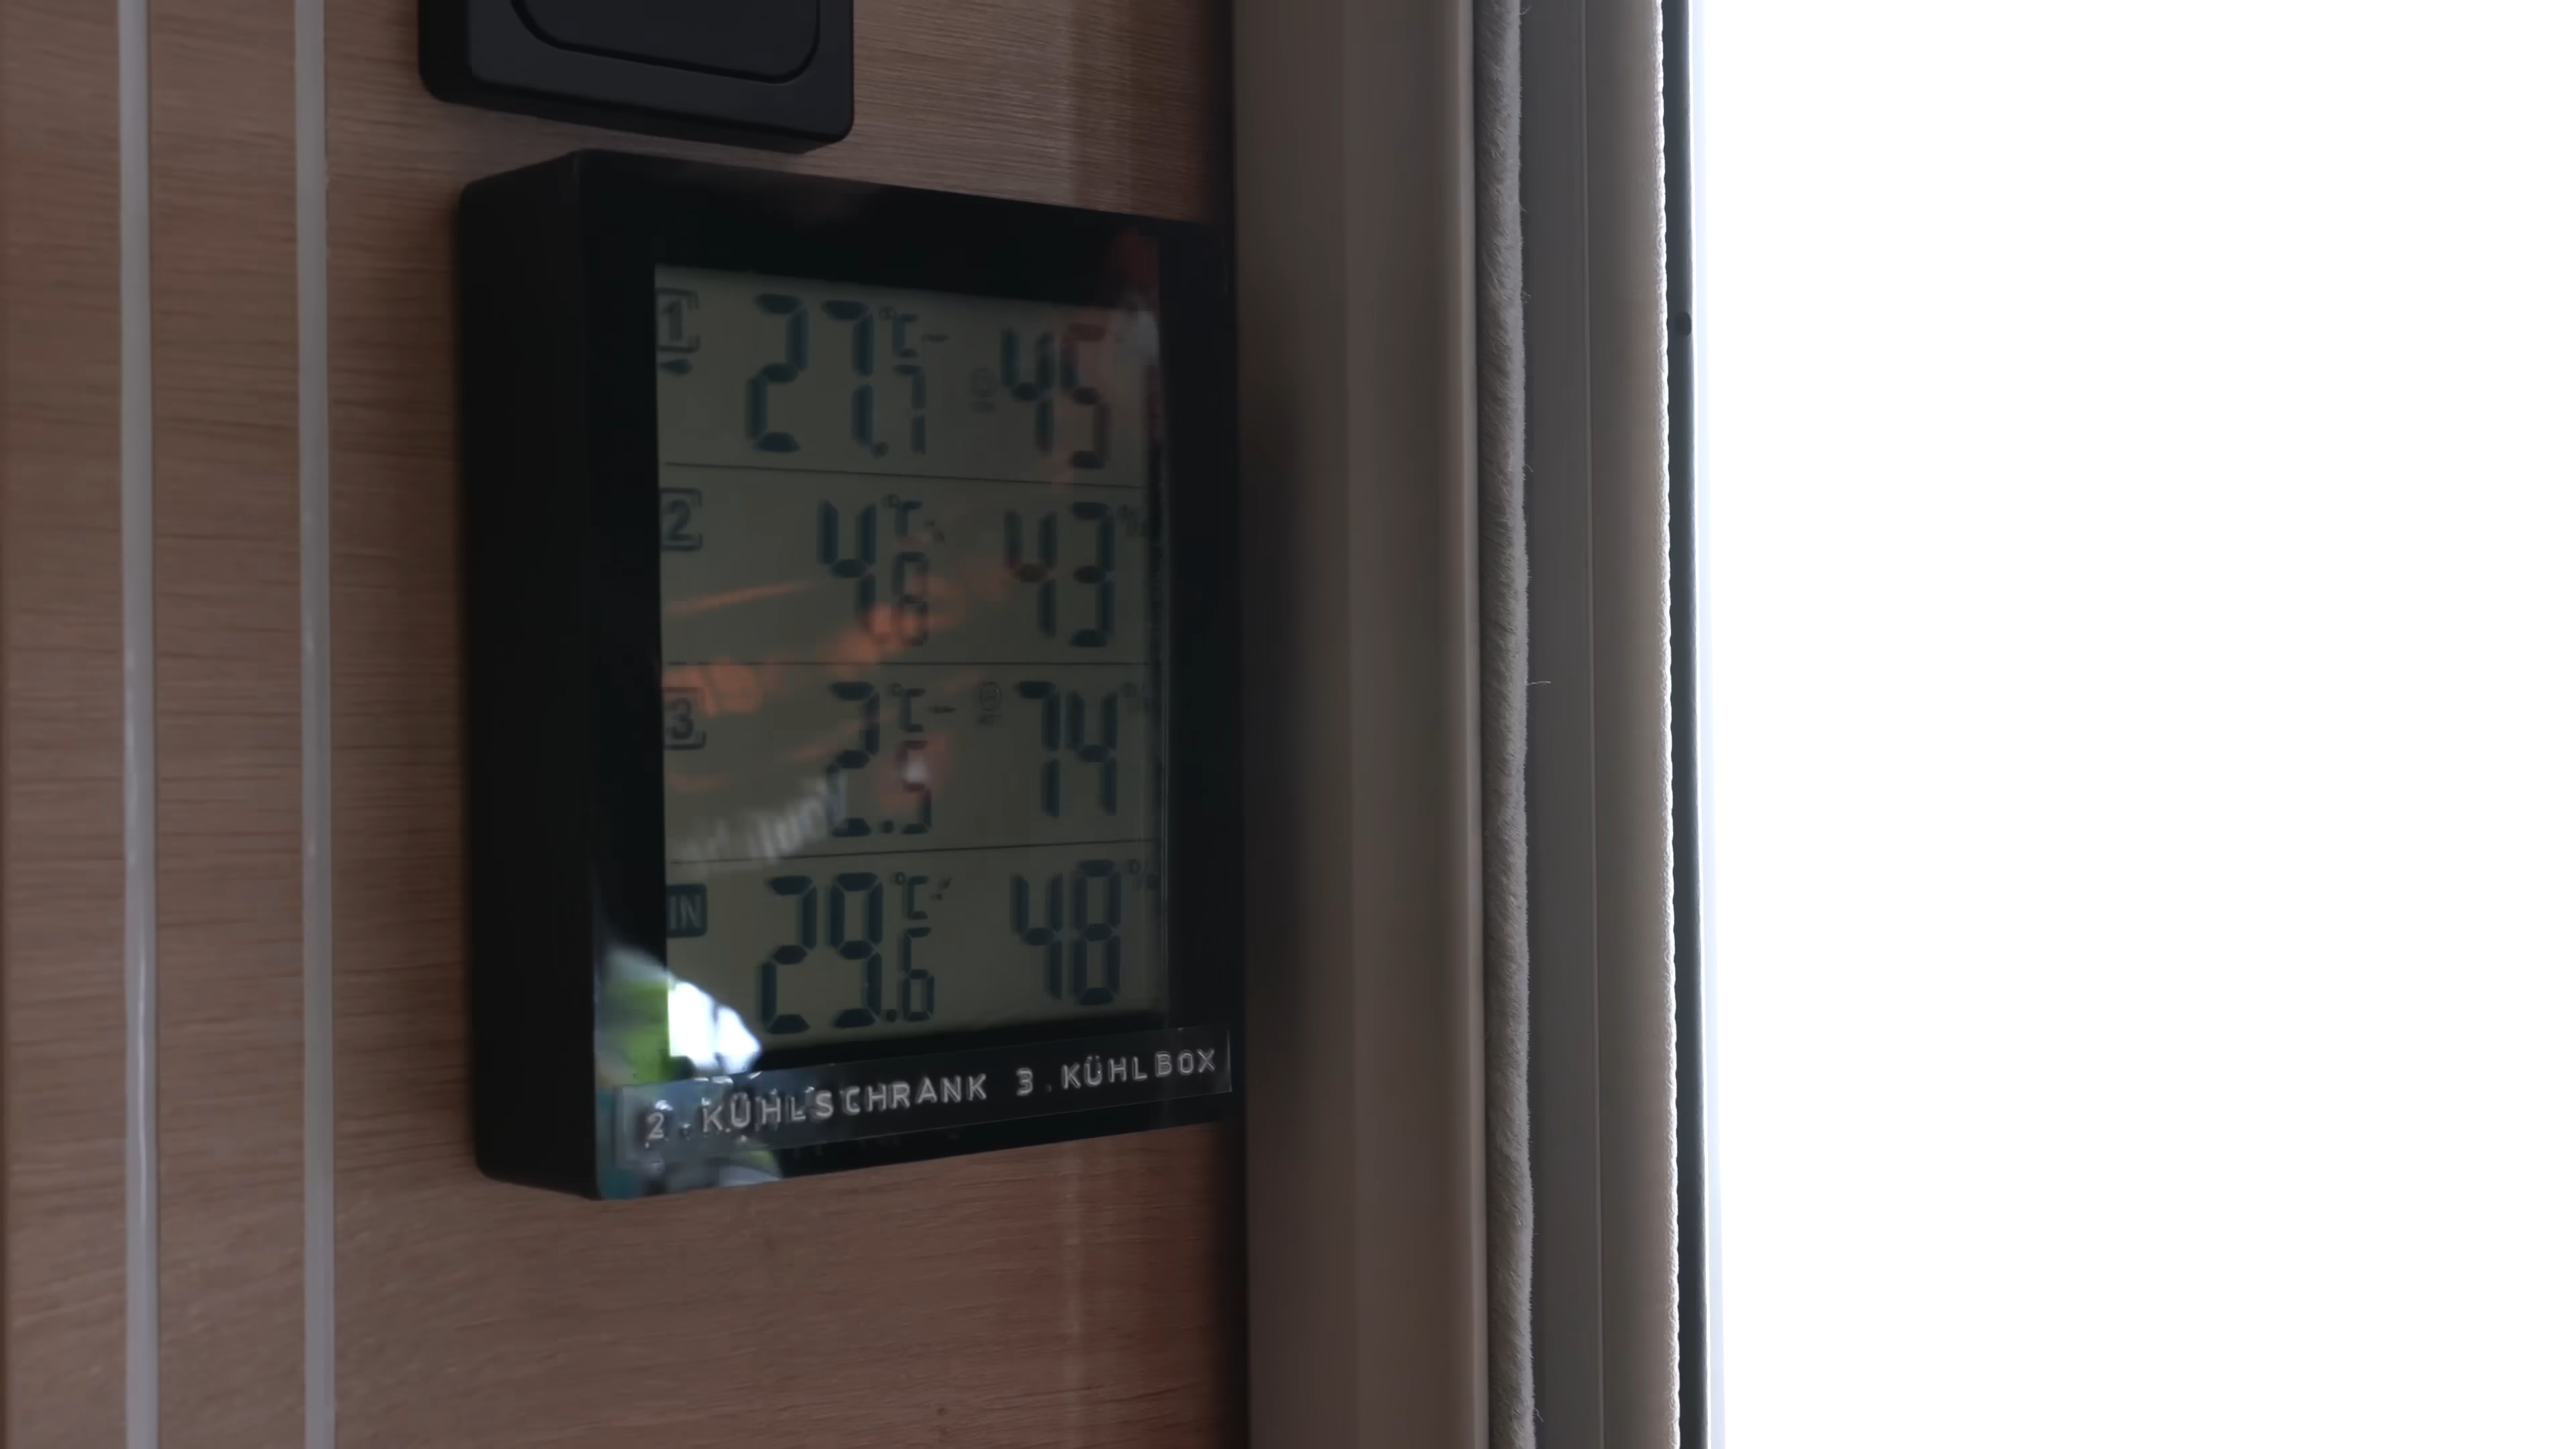 1 27.7 °C 45
2 4.8 °C 43 %
3 2.5 °C 74 %
IN 29.6 °C 48 %
2. KÜHLSCHRANK 3. KÜHLBOX